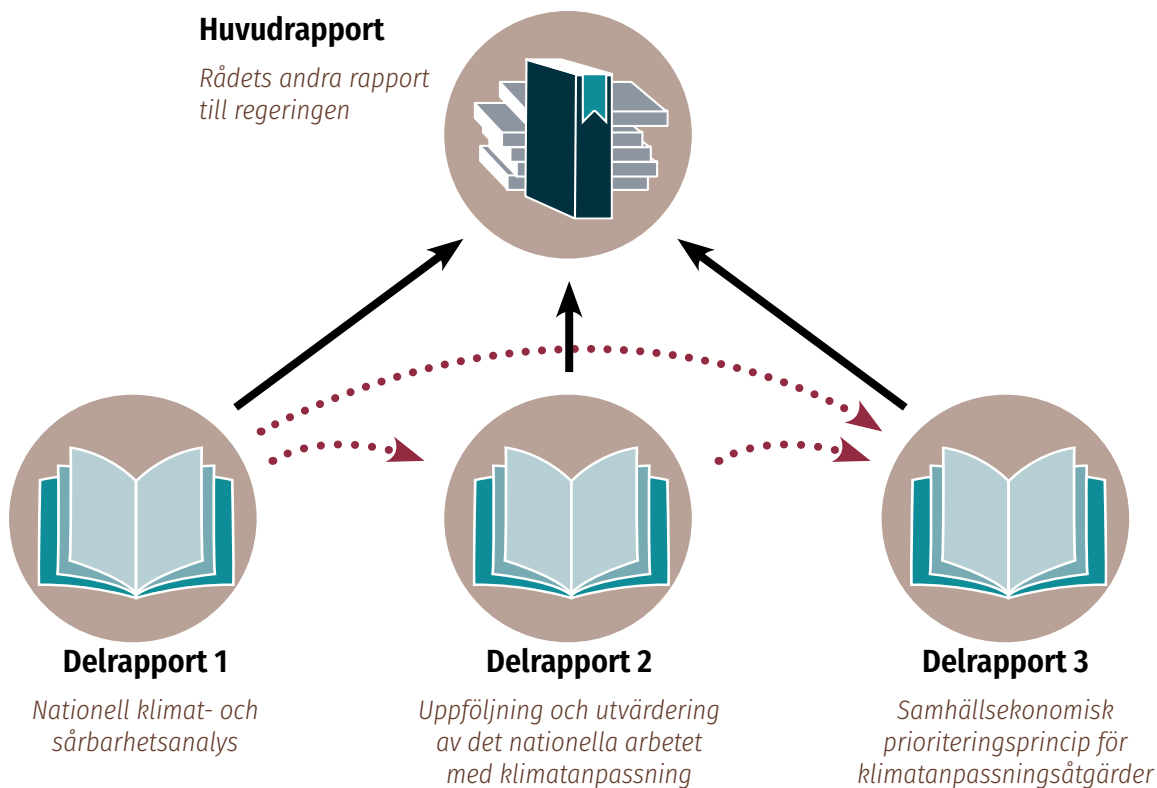 Huvudrapport
Rådets andra rapport
till regeringen
Delrapport 1
Nationell klimat- och
sårbarhetsanalys
Delrapport 2
Uppföljning och utvärdering
av det nationella arbetet
med klimatanpassning
Delrapport 3
Samhällsekonomisk
prioriteringsprincip för
klimatanpassningsåtgärder